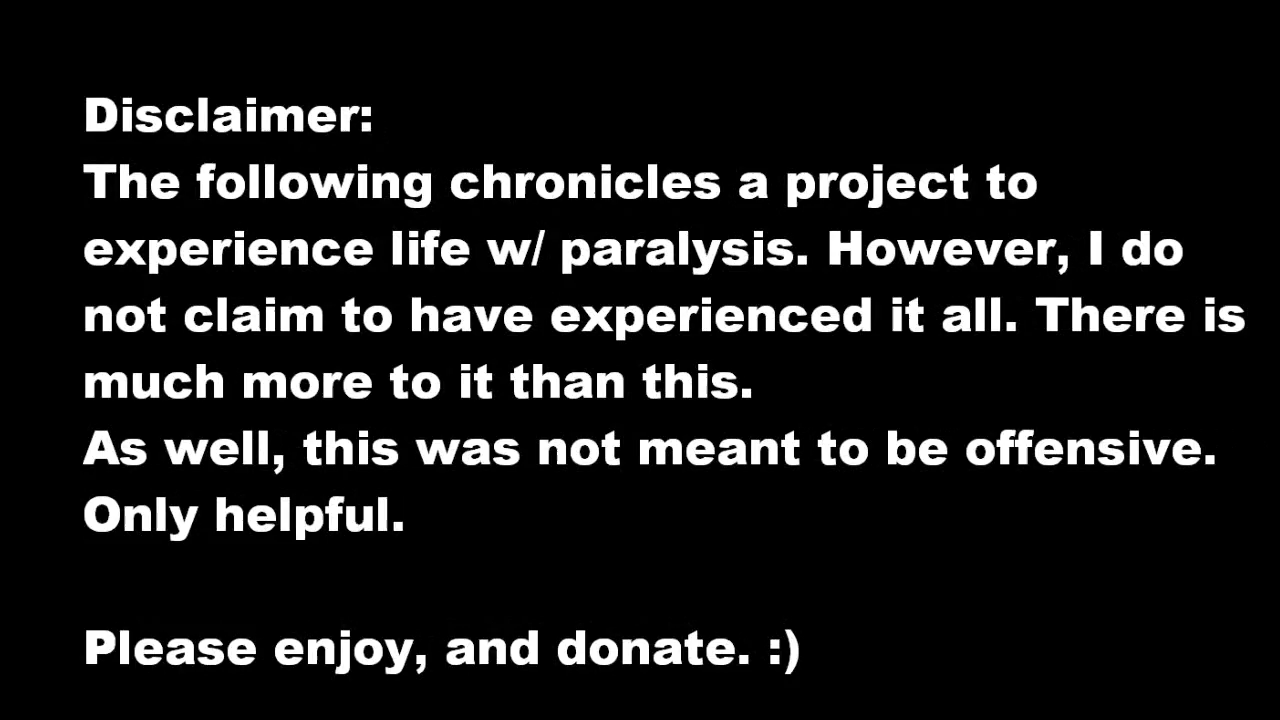 Disclaimer:
The following chronicles a project to
experience life w/ paralysis. However, I do
not claim to have experienced it all. There is
much more to it than this.
As well, this was not meant to be offensive.
Only helpful.
Please enjoy, and donate. :)